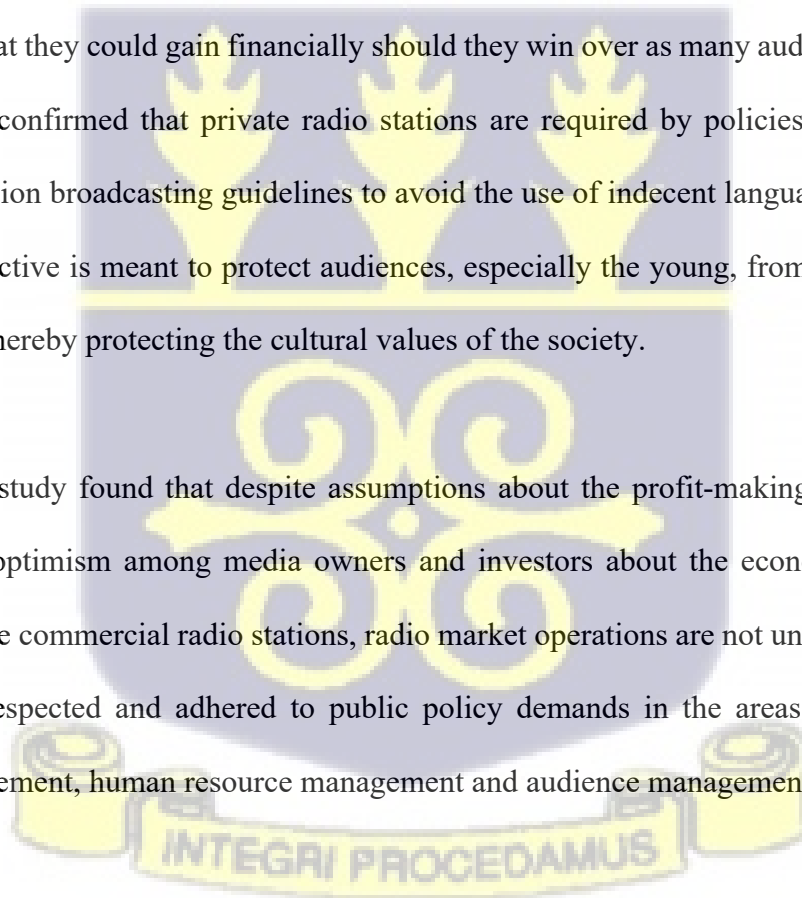 at they could gain financially should they win over as many aud
confirmed that private radio stations are required by policies
ion broadcasting guidelines to avoid the use of indecent langua
ctive is meant to protect audiences, especially the young, from
hereby protecting the cultural values of the society.
study found that despite assumptions about the profit-making
optimism among media owners and investors about the econ
e commercial radio stations, radio market operations are not un
espected and adhered to public policy demands in the areas
ement, human resource management and audience managemen
INTEGRI PROCEDAMUS